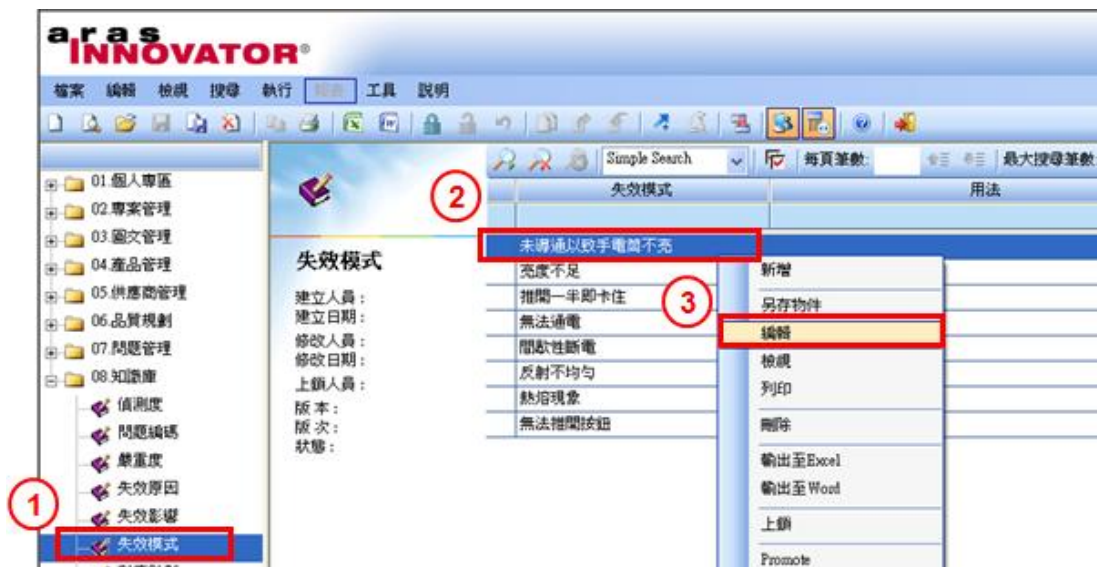 aras
INNOVATOR®
檔案 編輯 檢視 搜尋 執行 工具 說明
Simple Search 每頁筆數: 最大搜尋筆數
01.個人專區
02.專案管理
03.圖文管理
04.產品管理
05.供應商管理
06.品質規劃
07.問題管理
08.知識庫
偵測度
問題編碼
嚴重度
失效原因
失效影響
失效模式
1
失效模式
建立人員:
建立日期:
修改人員:
修改日期:
上鎖人員:
版本:
版次:
狀態:
2
失效模式 用法
未導通以致手電筒不亮
亮度不足
推開一半即卡住
無法通電
間歇性斷電
反射不均勻
熱熔現象
無法推開按鈕
3
新增
另存物件
編輯
檢視
列印
刪除
輸出至Excel
輸出至Word
上鎖
Promote